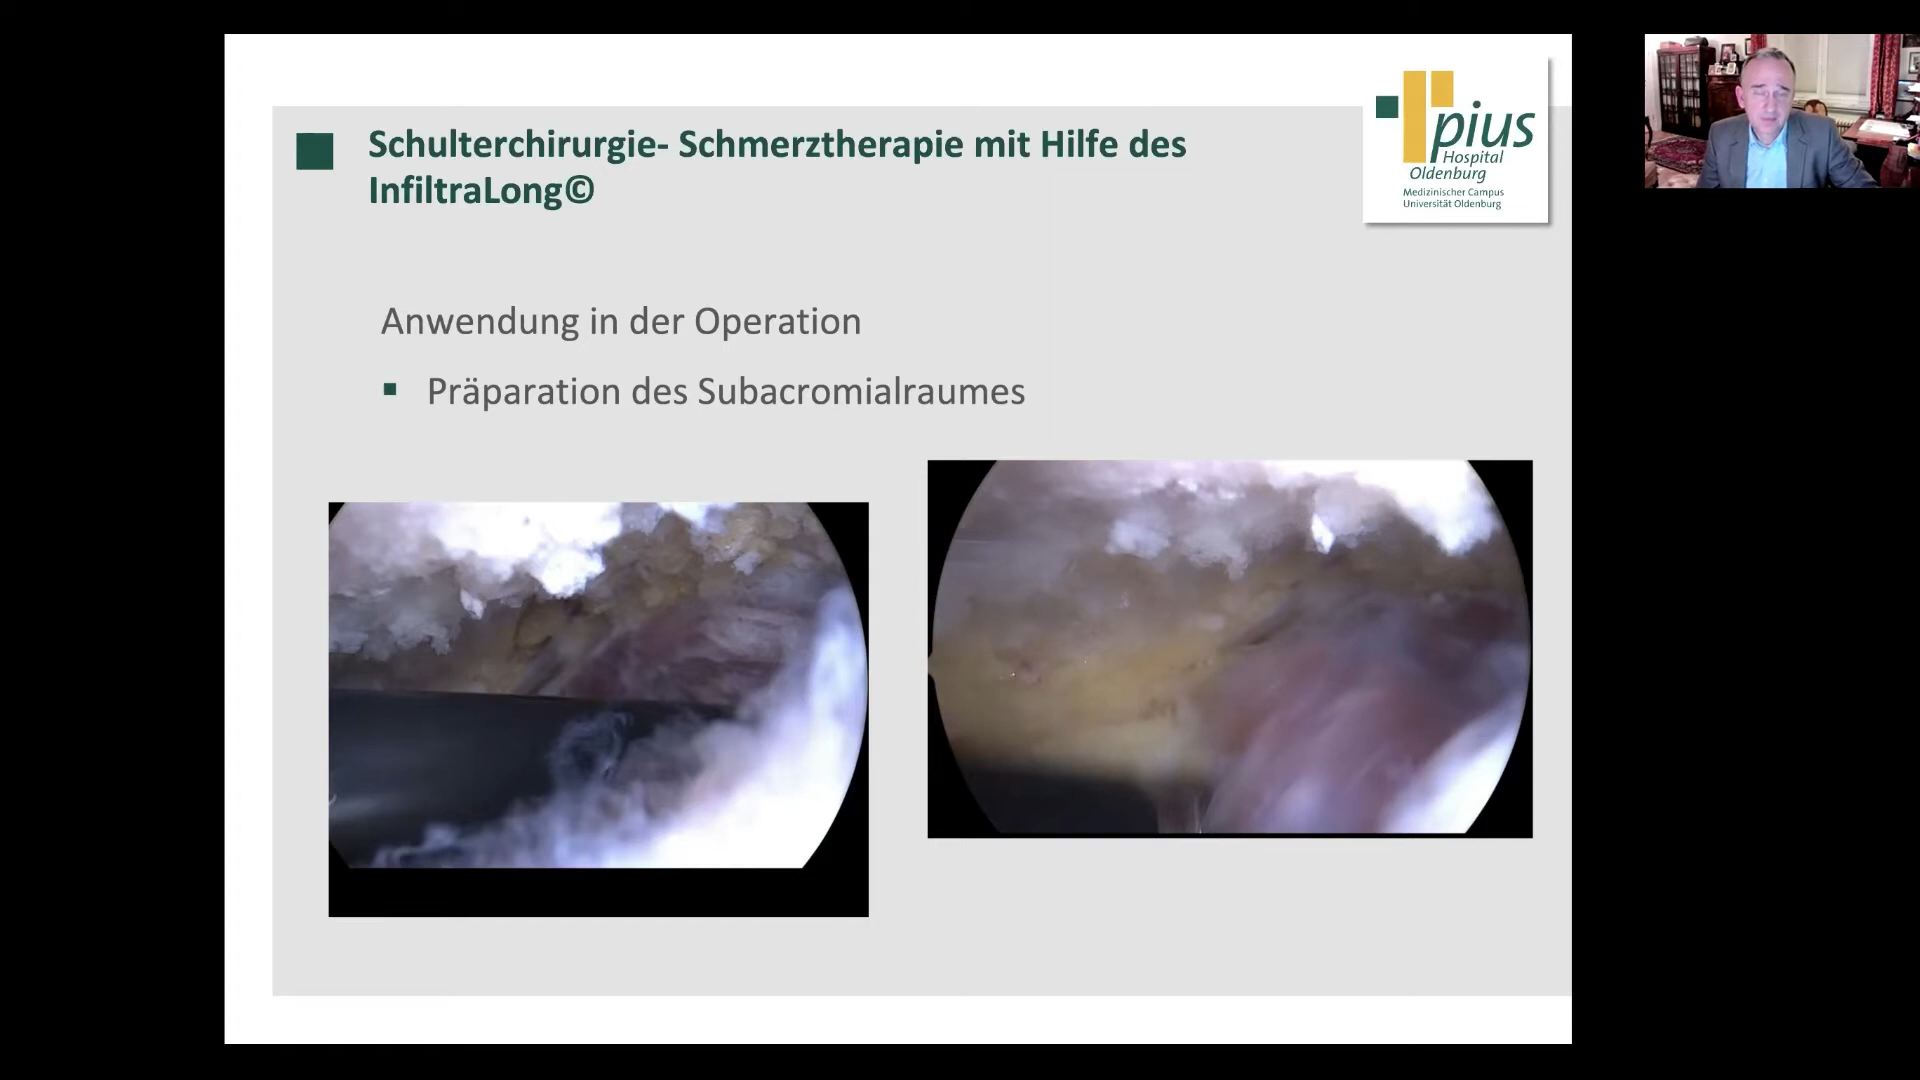 Schulterchirurgie- Schmerztherapie mit Hilfe des
InfiltraLong©
pius
Hospital
Oldenburg
Medizinischer Campus
Universität Oldenburg
Anwendung in der Operation
▪ Präparation des Subacromialraumes